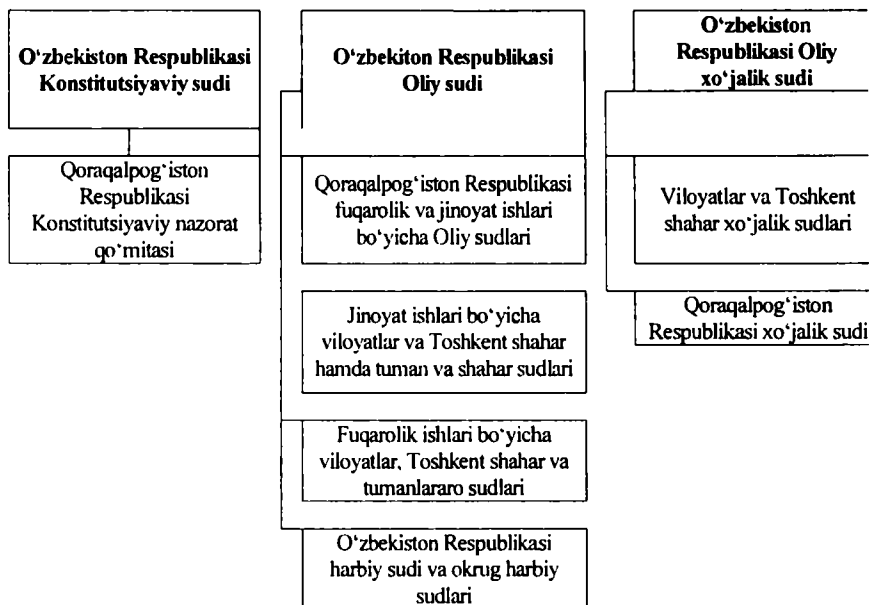 O‘zbekiston Respublikasi
Konstitutsiyaviy sudi
Qoraqalpog‘iston
Respublikasi
Konstitutsiyaviy nazorat
qo‘mitasi
O‘zbekiton Respublikasi
Oliy sudi
Qoraqalpog‘iston Respublikasi
fuqarolik va jinoyat ishlari
bo‘yicha Oliy sudlari
Jinoyat ishlari bo‘yicha
viloyatlar va Toshkent shahar
hamda tuman va shahar sudlari
Fuqarolik ishlari bo‘yicha
viloyatlar, Toshkent shahar va
tumanlararo sudlari
O‘zbekiston Respublikasi
harbiy sudi va okrug harbiy
sudlari
O‘zbekiston
Respublikasi Oliy
xo‘jalik sudi
Viloyatlar va Toshkent
shahar xo‘jalik sudlari
Qoraqalpog‘iston
Respublikasi xo‘jalik sudi